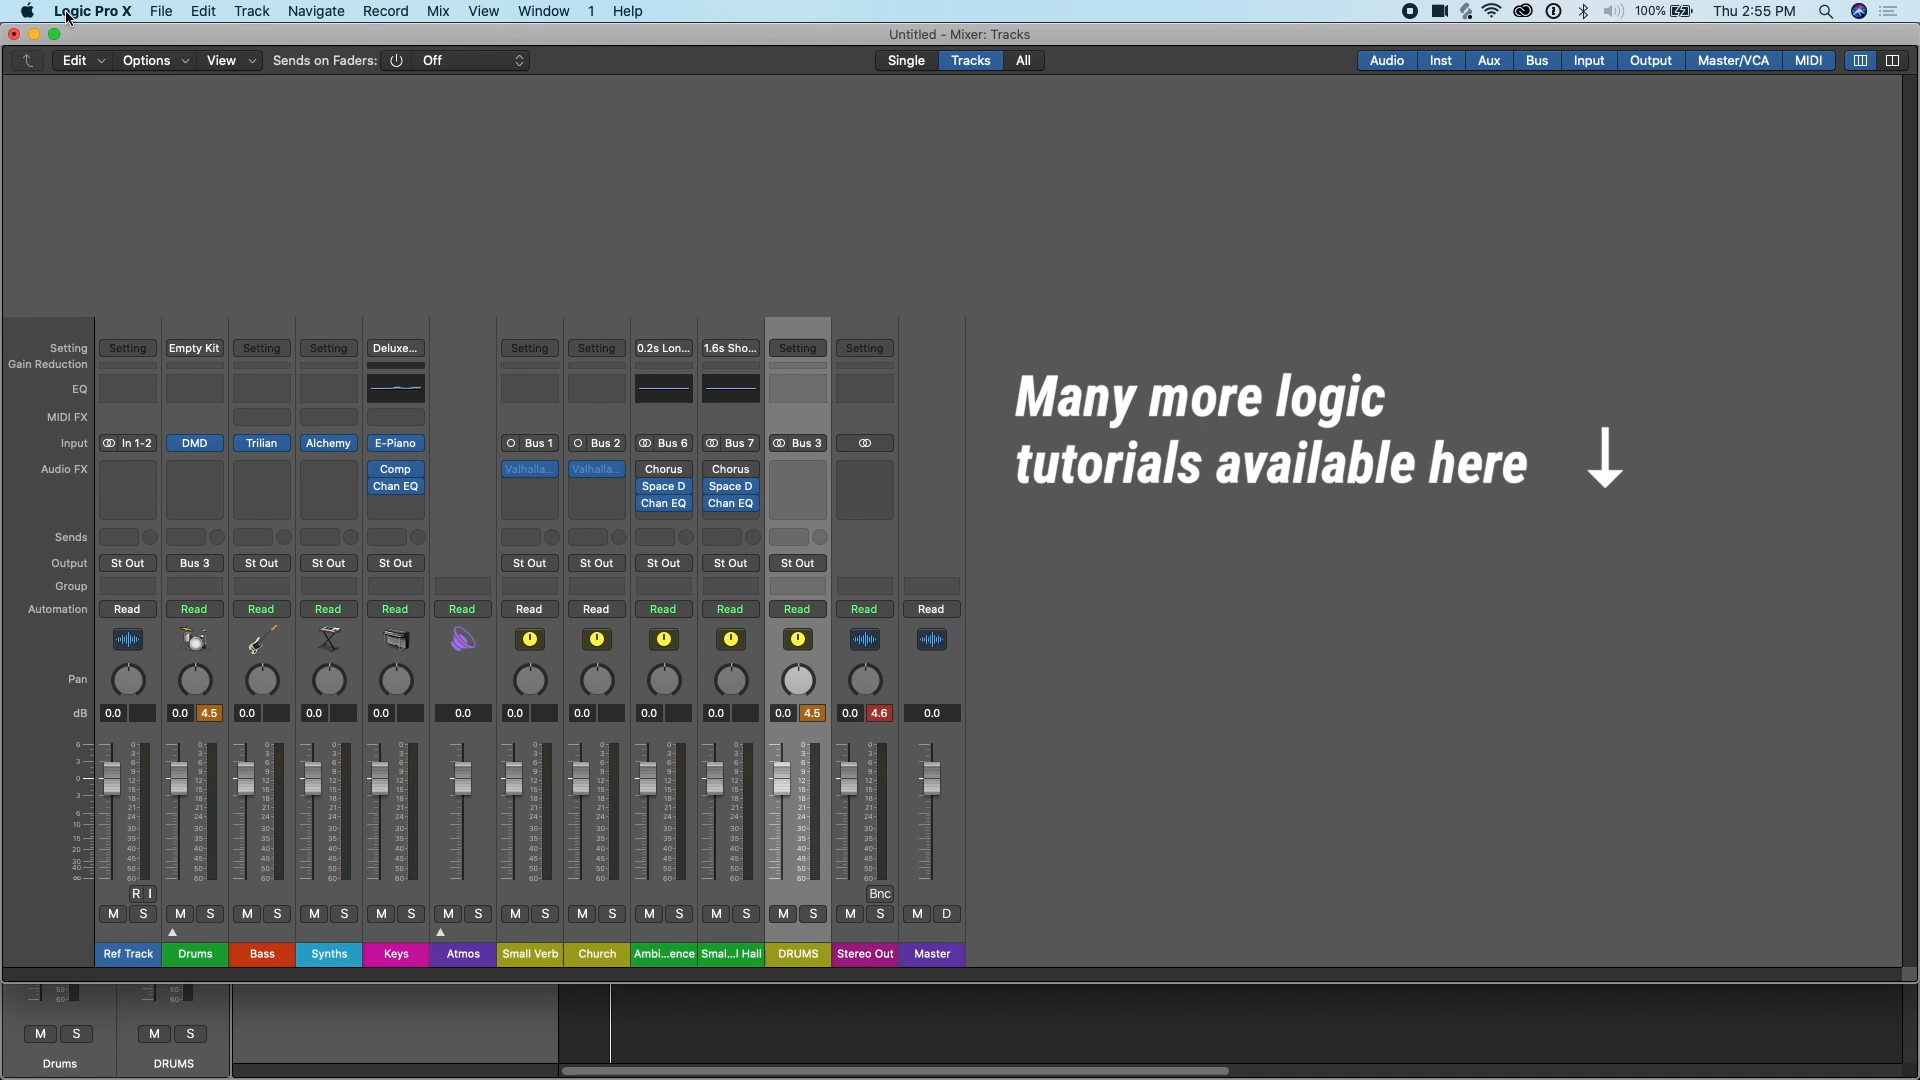 Logic Pro X File Edit Track Navigate Record Mix View Window 1 Help 100% Thu 2:55 PM
Untitled - Mixer: Tracks
Edit Options View Sends on Faders: Off Single Tracks All Audio Inst Aux Bus Input Output Master/VCA MIDI
Setting Setting Empty Kit Setting Setting Deluxe... Setting Setting 0.2s Lon... 1.6s Sho... Setting Setting
Gain Reduction
EQ
Many more logic
tutorials available here
MIDI FX
Input In 1-2 DMD Trilian Alchemy E-Piano Bus 1 Bus 2 Bus 6 Bus 7 Bus 3
Audio FX Comp Valhalla... Valhalla... Chorus Chorus
Chan EQ Space D Space D
Chan EQ Chan EQ
Sends
Output St Out Bus 3 St Out St Out St Out St Out St Out St Out St Out St Out
Group
Automation Read Read Read Read Read Read Read Read Read Read Read Read Read
Pan
dB 0.0 0.0 4.5 0.0 0.0 0.0 0.0 0.0 0.0 0.0 0.0 0.0 4.5 0.0 4.6 0.0
R I Bnc
M S M S M S M S M S M S M S M S M S M S M S M S M D
Ref Track Drums Bass Synths Keys Atmos Small Verb Church Ambi...ence Smal...l Hall DRUMS Stereo Out Master
M S M S
Drums DRUMS